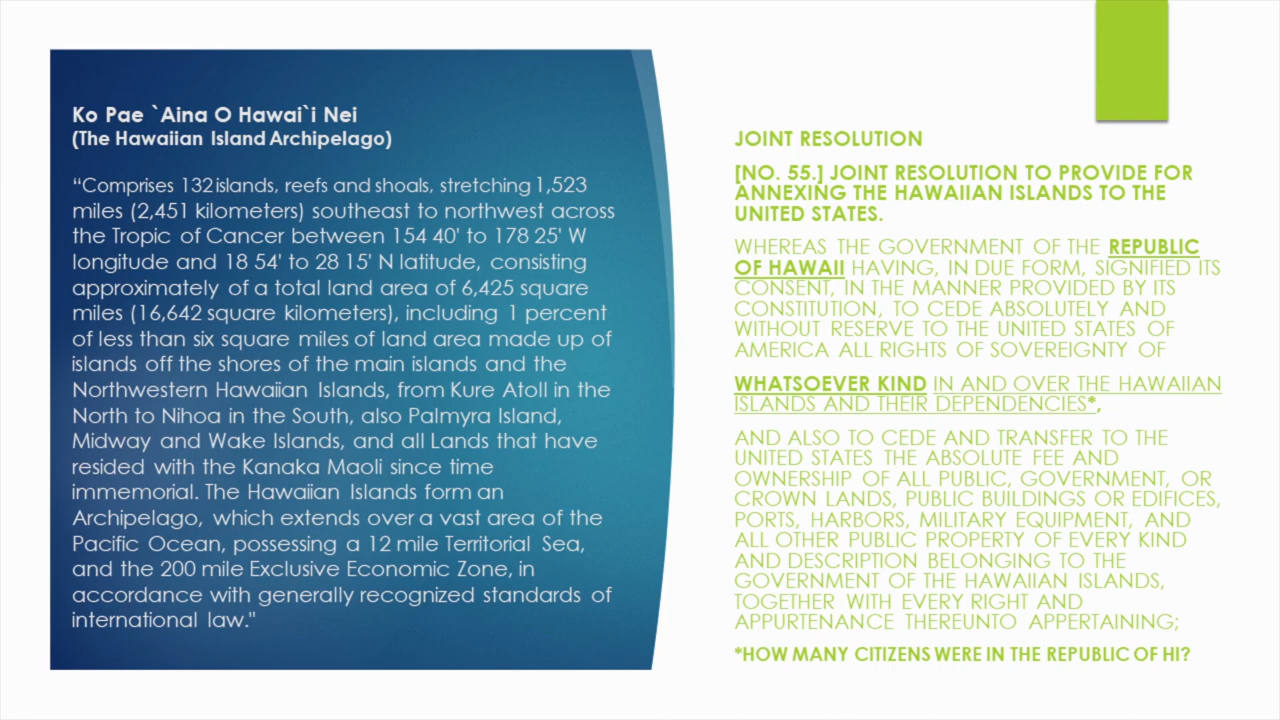 Ko Pae `Aina O Hawai`i Nei
(The Hawaiian Island Archipelago)
“Comprises 132 islands, reefs and shoals, stretching 1,523
miles (2,451 kilometers) southeast to northwest across
the Tropic of Cancer between 154 40' to 178 25' W
longitude and 18 54' to 28 15' N latitude, consisting
approximately of a total land area of 6,425 square
miles (16,642 square kilometers), including 1 percent
of less than six square miles of land area made up of
islands off the shores of the main islands and the
Northwestern Hawaiian Islands, from Kure Atoll in the
North to Nihoa in the South, also Palmyra Island,
Midway and Wake Islands, and all Lands that have
resided with the Kanaka Maoli since time
immemorial. The Hawaiian Islands form an
Archipelago, which extends over a vast area of the
Pacific Ocean, possessing a 12 mile Territorial Sea,
and the 200 mile Exclusive Economic Zone, in
accordance with generally recognized standards of
international law."
JOINT RESOLUTION
[NO. 55.] JOINT RESOLUTION TO PROVIDE FOR
ANNEXING THE HAWAIIAN ISLANDS TO THE
UNITED STATES.
WHEREAS THE GOVERNMENT OF THE REPUBLIC
OF HAWAII HAVING, IN DUE FORM, SIGNIFIED ITS
CONSENT, IN THE MANNER PROVIDED BY ITS
CONSTITUTION, TO CEDE ABSOLUTELY AND
WITHOUT RESERVE TO THE UNITED STATES OF
AMERICA ALL RIGHTS OF SOVEREIGNTY OF
WHATSOEVER KIND IN AND OVER THE HAWAIIAN
ISLANDS AND THEIR DEPENDENCIES*,
AND ALSO TO CEDE AND TRANSFER TO THE
UNITED STATES THE ABSOLUTE FEE AND
OWNERSHIP OF ALL PUBLIC, GOVERNMENT, OR
CROWN LANDS, PUBLIC BUILDINGS OR EDIFICES,
PORTS, HARBORS, MILITARY EQUIPMENT, AND
ALL OTHER PUBLIC PROPERTY OF EVERY KIND
AND DESCRIPTION BELONGING TO THE
GOVERNMENT OF THE HAWAIIAN ISLANDS,
TOGETHER WITH EVERY RIGHT AND
APPURTENANCE THEREUNTO APPERTAINING;
*HOW MANY CITIZENS WERE IN THE REPUBLIC OF HI?